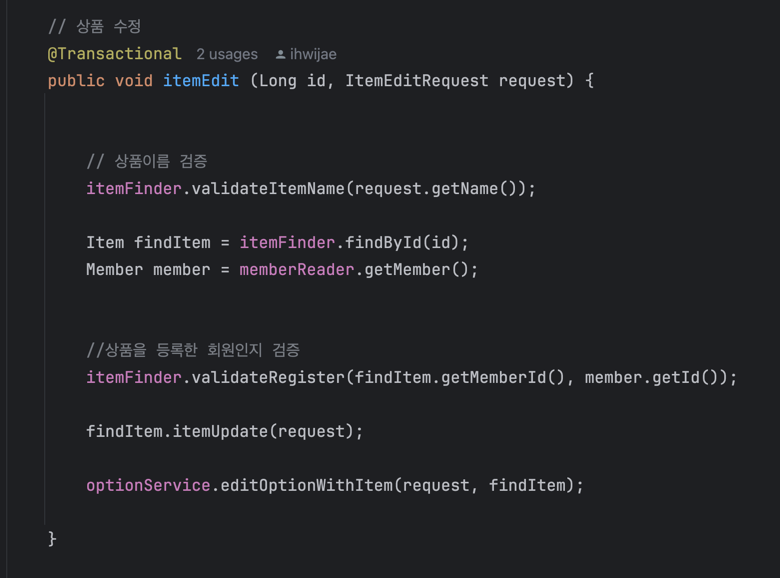 // 상품 수정
@Transactional 2 usages ihwijae
public void itemEdit (Long id, ItemEditRequest request) {
// 상품이름 검증
itemFinder.validateItemName(request.getName());
Item findItem = itemFinder.findById(id);
Member member = memberReader.getMember();
//상품을 등록한 회원인지 검증
itemFinder.validateRegister(findItem.getMemberId(), member.getId());
findItem.itemUpdate(request);
optionService.editOptionWithItem(request, findItem);
}